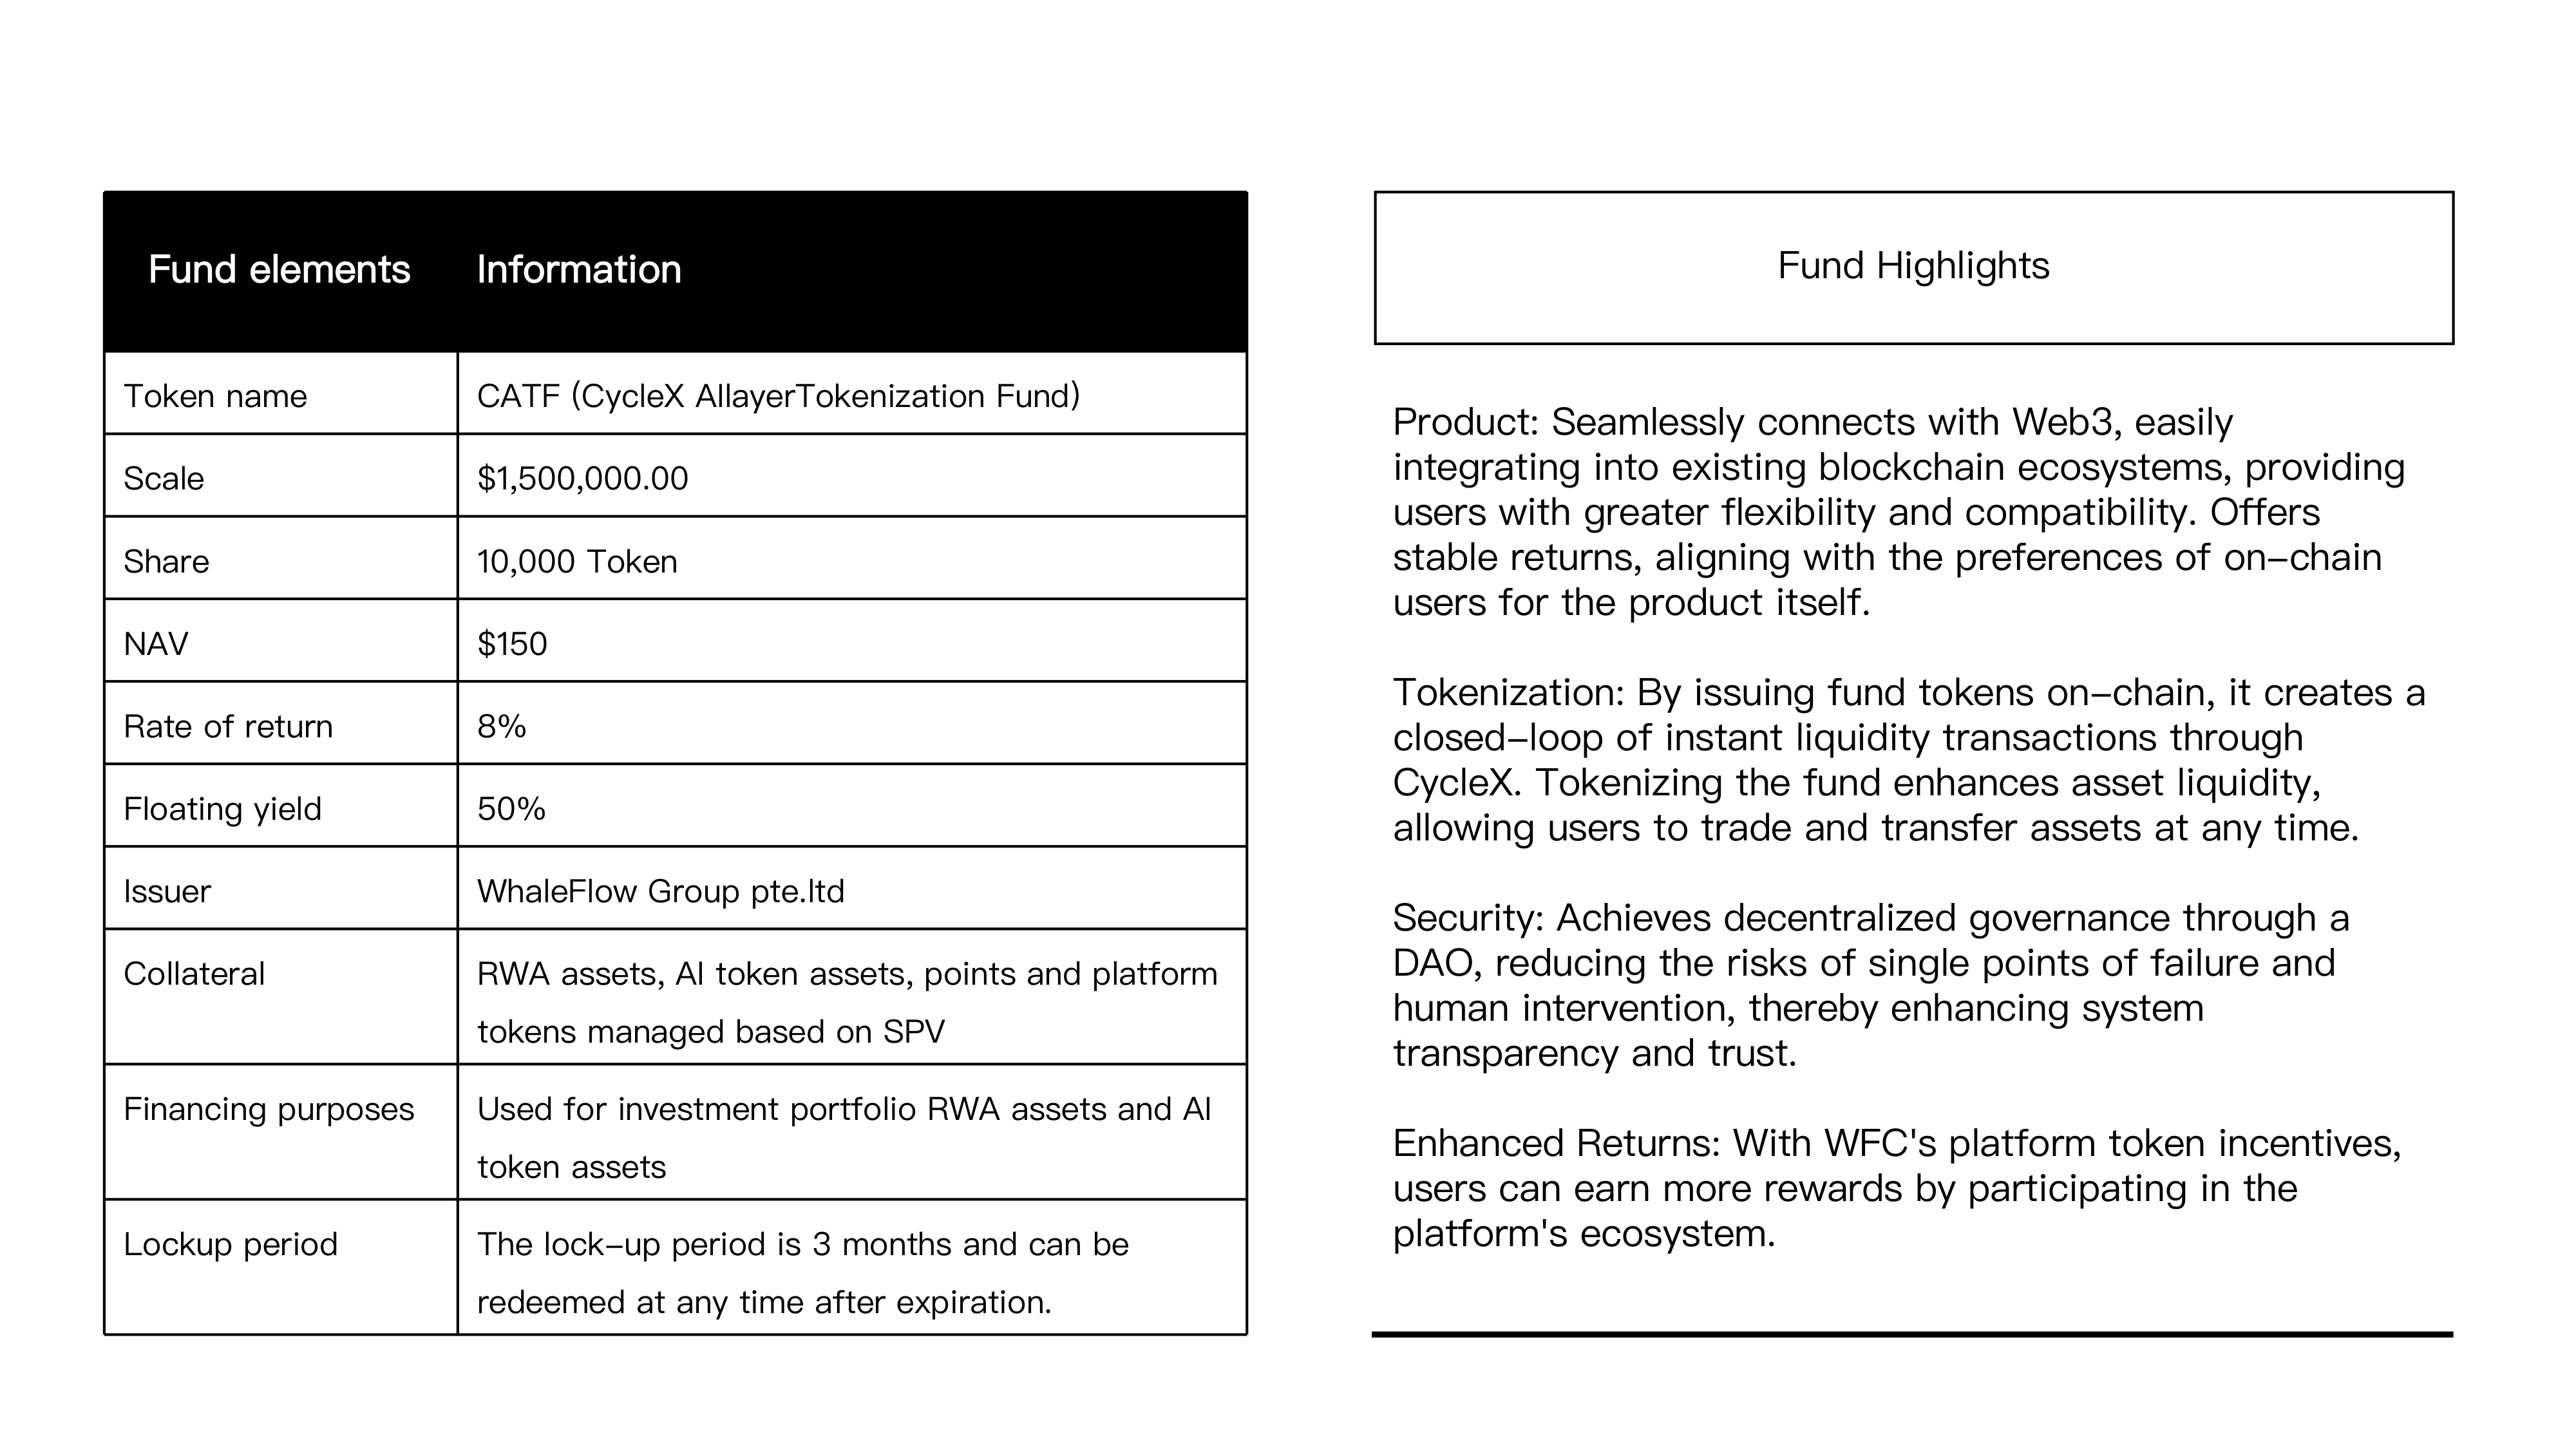 Fund elements Information
Token name CATF (CycleX AllayerTokenization Fund)
Scale $1,500,000.00
Share 10,000 Token
NAV $150
Rate of return 8%
Floating yield 50%
Issuer WhaleFlow Group pte.ltd
Collateral RWA assets, AI token assets, points and platform
tokens managed based on SPV
Financing purposes Used for investment portfolio RWA assets and AI
token assets
Lockup period The lock–up period is 3 months and can be
redeemed at any time after expiration.
Fund Highlights
Product: Seamlessly connects with Web3, easily
integrating into existing blockchain ecosystems, providing
users with greater flexibility and compatibility. Offers
stable returns, aligning with the preferences of on–chain
users for the product itself.
Tokenization: By issuing fund tokens on–chain, it creates a
closed–loop of instant liquidity transactions through
CycleX. Tokenizing the fund enhances asset liquidity,
allowing users to trade and transfer assets at any time.
Security: Achieves decentralized governance through a
DAO, reducing the risks of single points of failure and
human intervention, thereby enhancing system
transparency and trust.
Enhanced Returns: With WFC's platform token incentives,
users can earn more rewards by participating in the
platform's ecosystem.